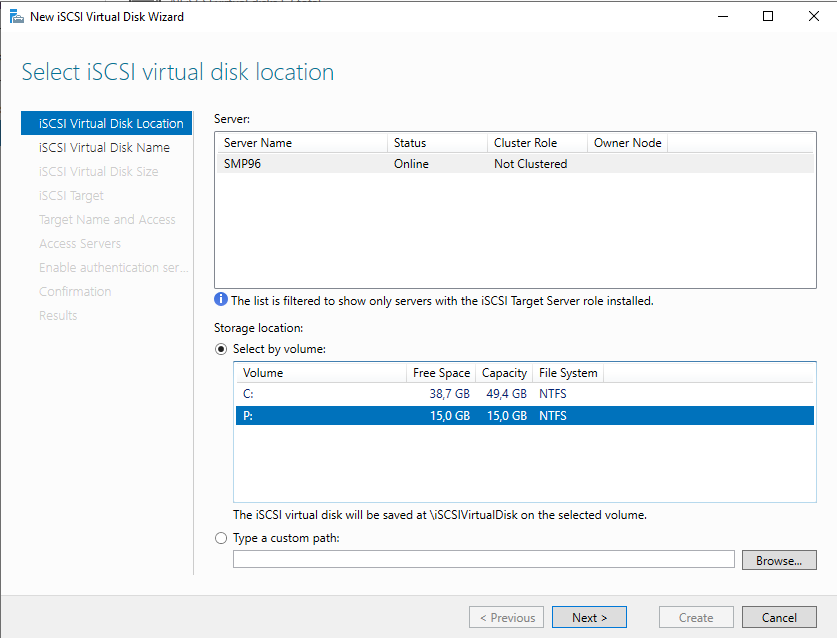 New iSCSI Virtual Disk Wizard
Select iSCSI virtual disk location
iSCSI Virtual Disk Location
iSCSI Virtual Disk Name
iSCSI Virtual Disk Size
iSCSI Target
Target Name and Access
Access Servers
Enable authentication ser...
Confirmation
Results
Server:
Server Name Status Cluster Role Owner Node
SMP96 Online Not Clustered
The list is filtered to show only servers with the iSCSI Target Server role installed.
Storage location:
Select by volume:
Volume Free Space Capacity File System
C: 38,7 GB 49,4 GB NTFS
P: 15,0 GB 15,0 GB NTFS
The iSCSI virtual disk will be saved at \iSCSIVirtualDisk on the selected volume.
Type a custom path:
Browse...
< Previous Next > Create Cancel